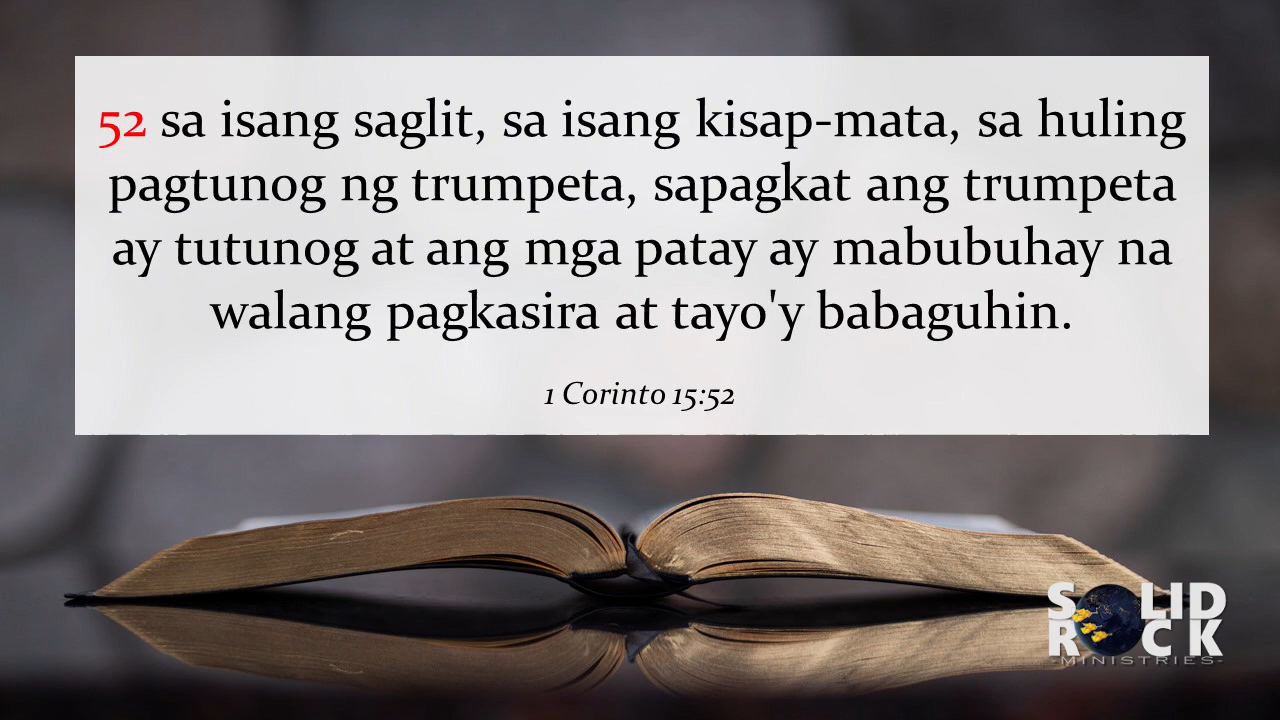 52 sa isang saglit, sa isang kisap-mata, sa huling
pagtunog ng trumpeta, sapagkat ang trumpeta
ay tutunog at ang mga patay ay mabubuhay na
walang pagkasira at tayo'y babaguhin.
1 Corinto 15:52
SOLID
ROCK
-MINISTRIES-